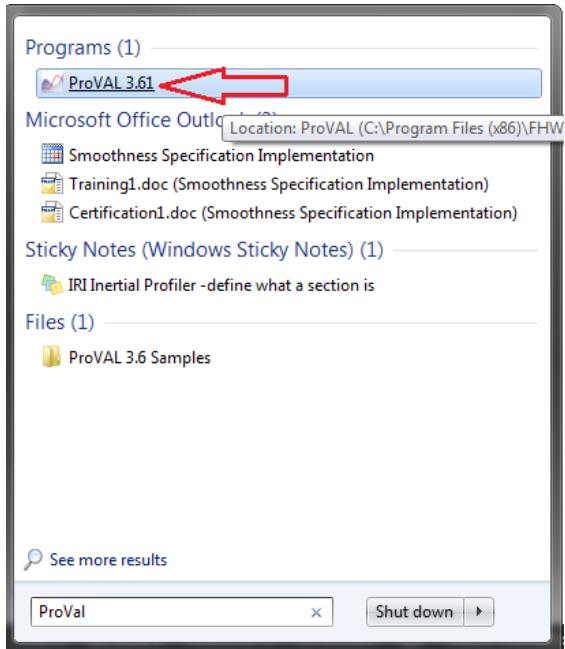 Programs (1)
ProVAL 3.61
Microsoft Office Outlo
Location: ProVAL (C:\Program Files (x86)\FHW
Smoothness Specification Implementation
Training1.doc (Smoothness Specification Implementation)
Certification1.doc (Smoothness Specification Implementation)
Sticky Notes (Windows Sticky Notes) (1)
IRI Inertial Profiler -define what a section is
Files (1)
ProVAL 3.6 Samples
See more results
ProVal
Shut down